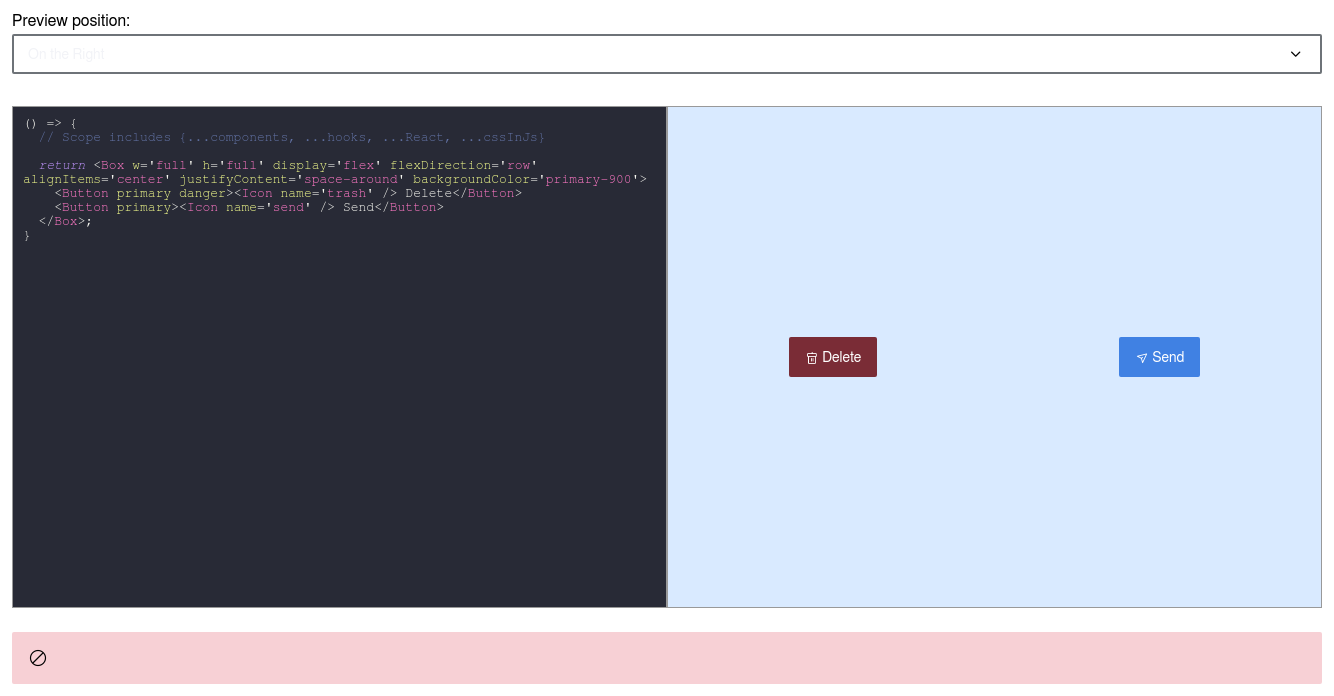 Preview position:
On the Right
() => {
// Scope includes {...components, ...hooks, ...React, ...cssInJs}
return <Box w='full' h='full' display='flex' flexDirection='row'
alignItems='center' justifyContent='space-around' backgroundColor='primary-900'>
<Button primary danger><Icon name='trash' /> Delete</Button>
<Button primary><Icon name='send' /> Send</Button>
</Box>;
}
Delete
Send